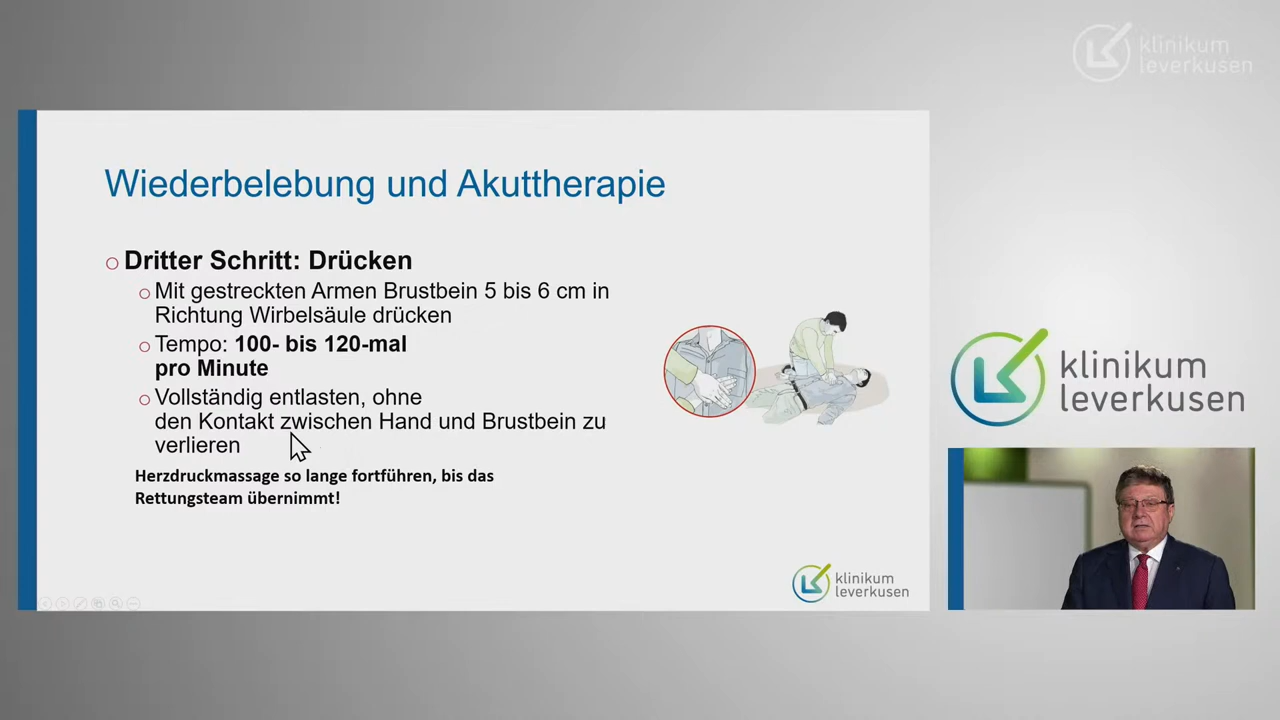 klinikum
leverkusen
Wiederbelebung und Akuttherapie
Dritter Schritt: Drücken
Mit gestreckten Armen Brustbein 5 bis 6 cm in
Richtung Wirbelsäule drücken
Tempo: 100- bis 120-mal
pro Minute
Vollständig entlasten, ohne
den Kontakt zwischen Hand und Brustbein zu
verlieren
Herzdruckmassage so lange fortführen, bis das
Rettungsteam übernimmt!
klinikum
leverkusen
klinikum
leverkusen